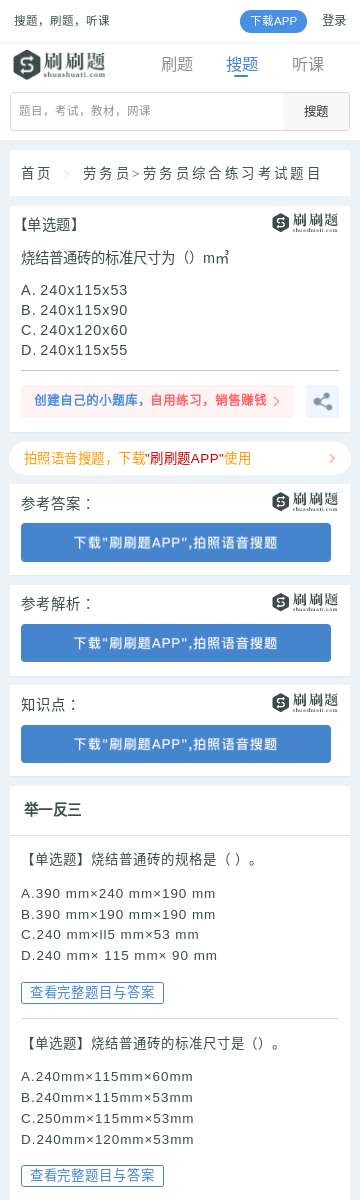 搜题，刷题，听课
下载APP 登录
刷刷题
shuashuati.com
刷题 搜题 听课
题目，考试，教材，网课 搜题
首页 > 劳务员>劳务员综合练习考试题目
【单选题】
刷刷题
shuashuati.com
烧结普通砖的标准尺寸为（）m㎡
A. 240x115x53
B. 240x115x90
C. 240x120x60
D. 240x115x55
创建自己的小题库，自用练习，销售赚钱 >
拍照语音搜题，下载"刷刷题APP"使用 >
参考答案：
刷刷题
shuashuati.com
下载"刷刷题APP",拍照语音搜题
参考解析：
刷刷题
shuashuati.com
下载"刷刷题APP",拍照语音搜题
知识点：
刷刷题
shuashuati.com
下载"刷刷题APP",拍照语音搜题
举一反三
【单选题】烧结普通砖的规格是（ ）。
A.390 mm×240 mm×190 mm
B.390 mm×190 mm×190 mm
C.240 mm×ll5 mm×53 mm
D.240 mm× 115 mm× 90 mm
查看完整题目与答案
【单选题】烧结普通砖的标准尺寸是（）。
A.240mm×115mm×60mm
B.240mm×115mm×53mm
C.250mm×115mm×53mm
D.240mm×120mm×53mm
查看完整题目与答案